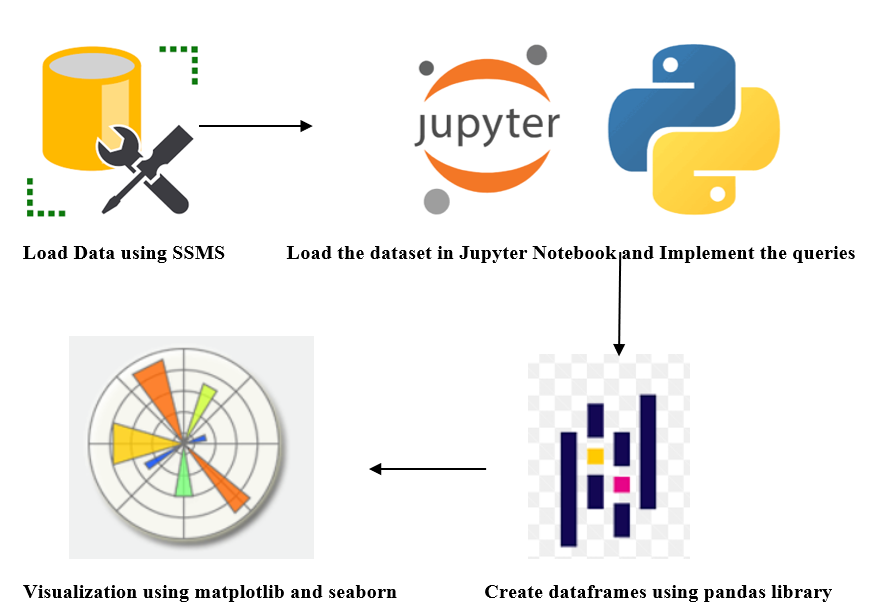 jupyter
Load Data using SSMS
Load the dataset in Jupyter Notebook and Implement the queries
Visualization using matplotlib and seaborn
Create dataframes using pandas library